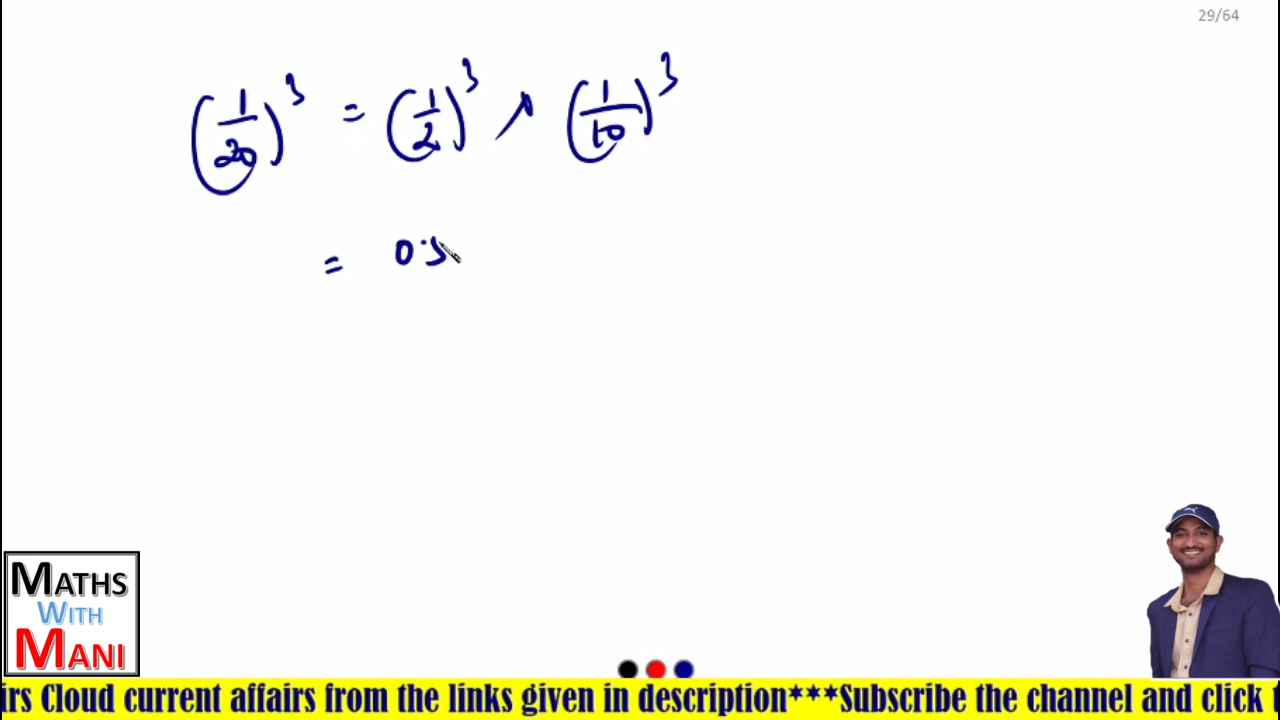 29/64
(1/20)³ = (1/2)³ × (1/10)³
= 0.5
MATHS
WITH
MANI
irs Cloud current affairs from the links given in description***Subscribe the channel and click t